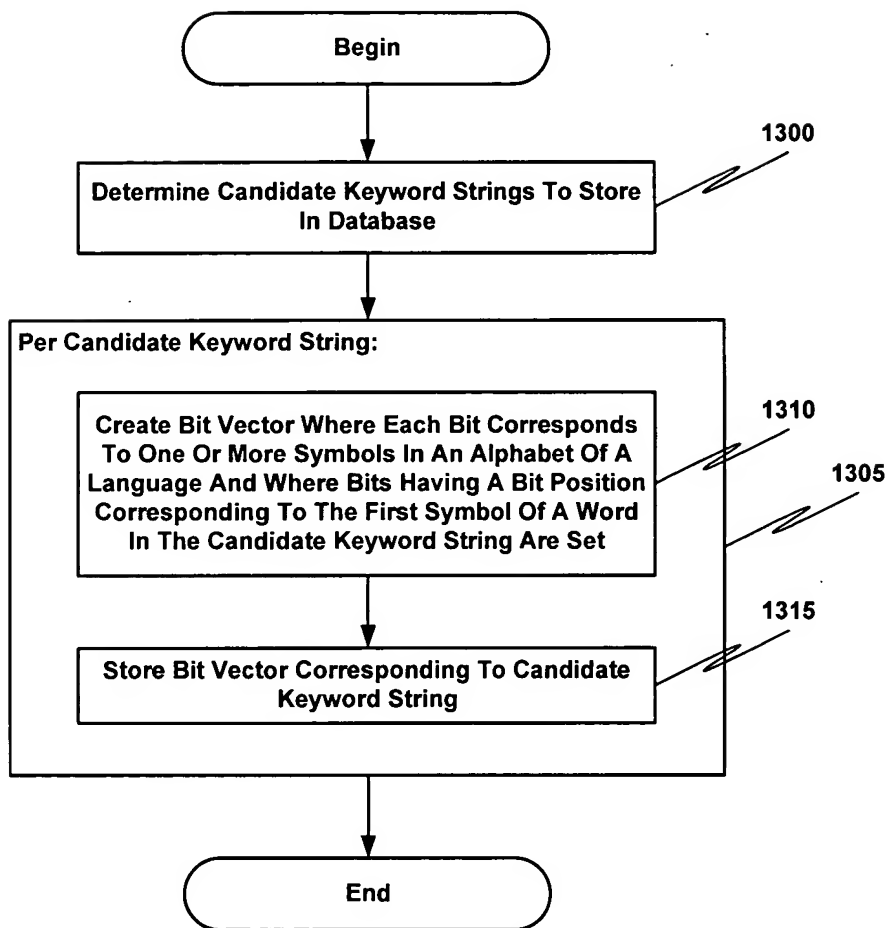 Begin
1300
Determine Candidate Keyword Strings To Store
In Database
Per Candidate Keyword String:
1310
Create Bit Vector Where Each Bit Corresponds
To One Or More Symbols In An Alphabet Of A
Language And Where Bits Having A Bit Position
Corresponding To The First Symbol Of A Word
In The Candidate Keyword String Are Set
1305
1315
Store Bit Vector Corresponding To Candidate
Keyword String
End